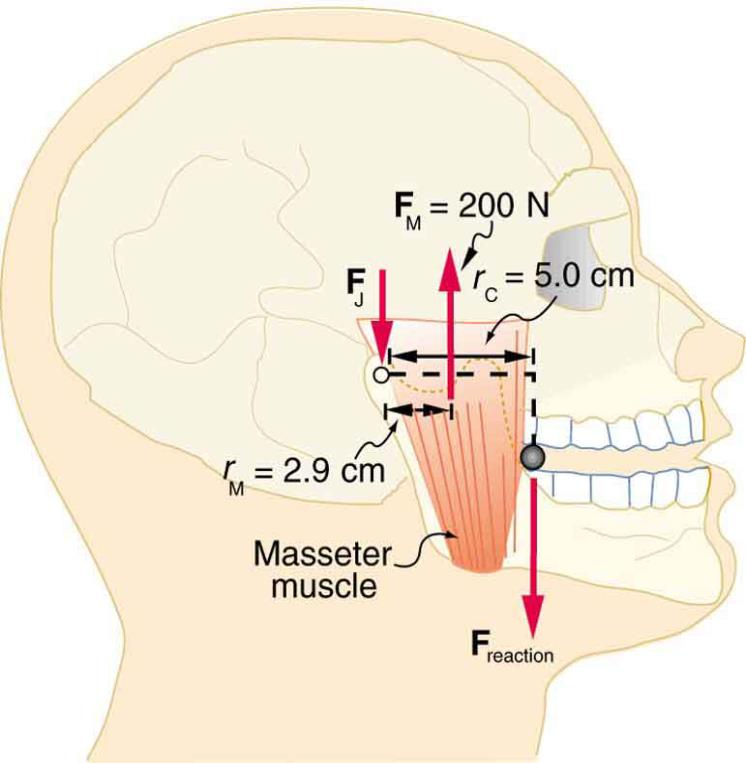 F_M = 200 N
F_J
r_C = 5.0 cm
r_M = 2.9 cm
Masseter
muscle
F_reaction